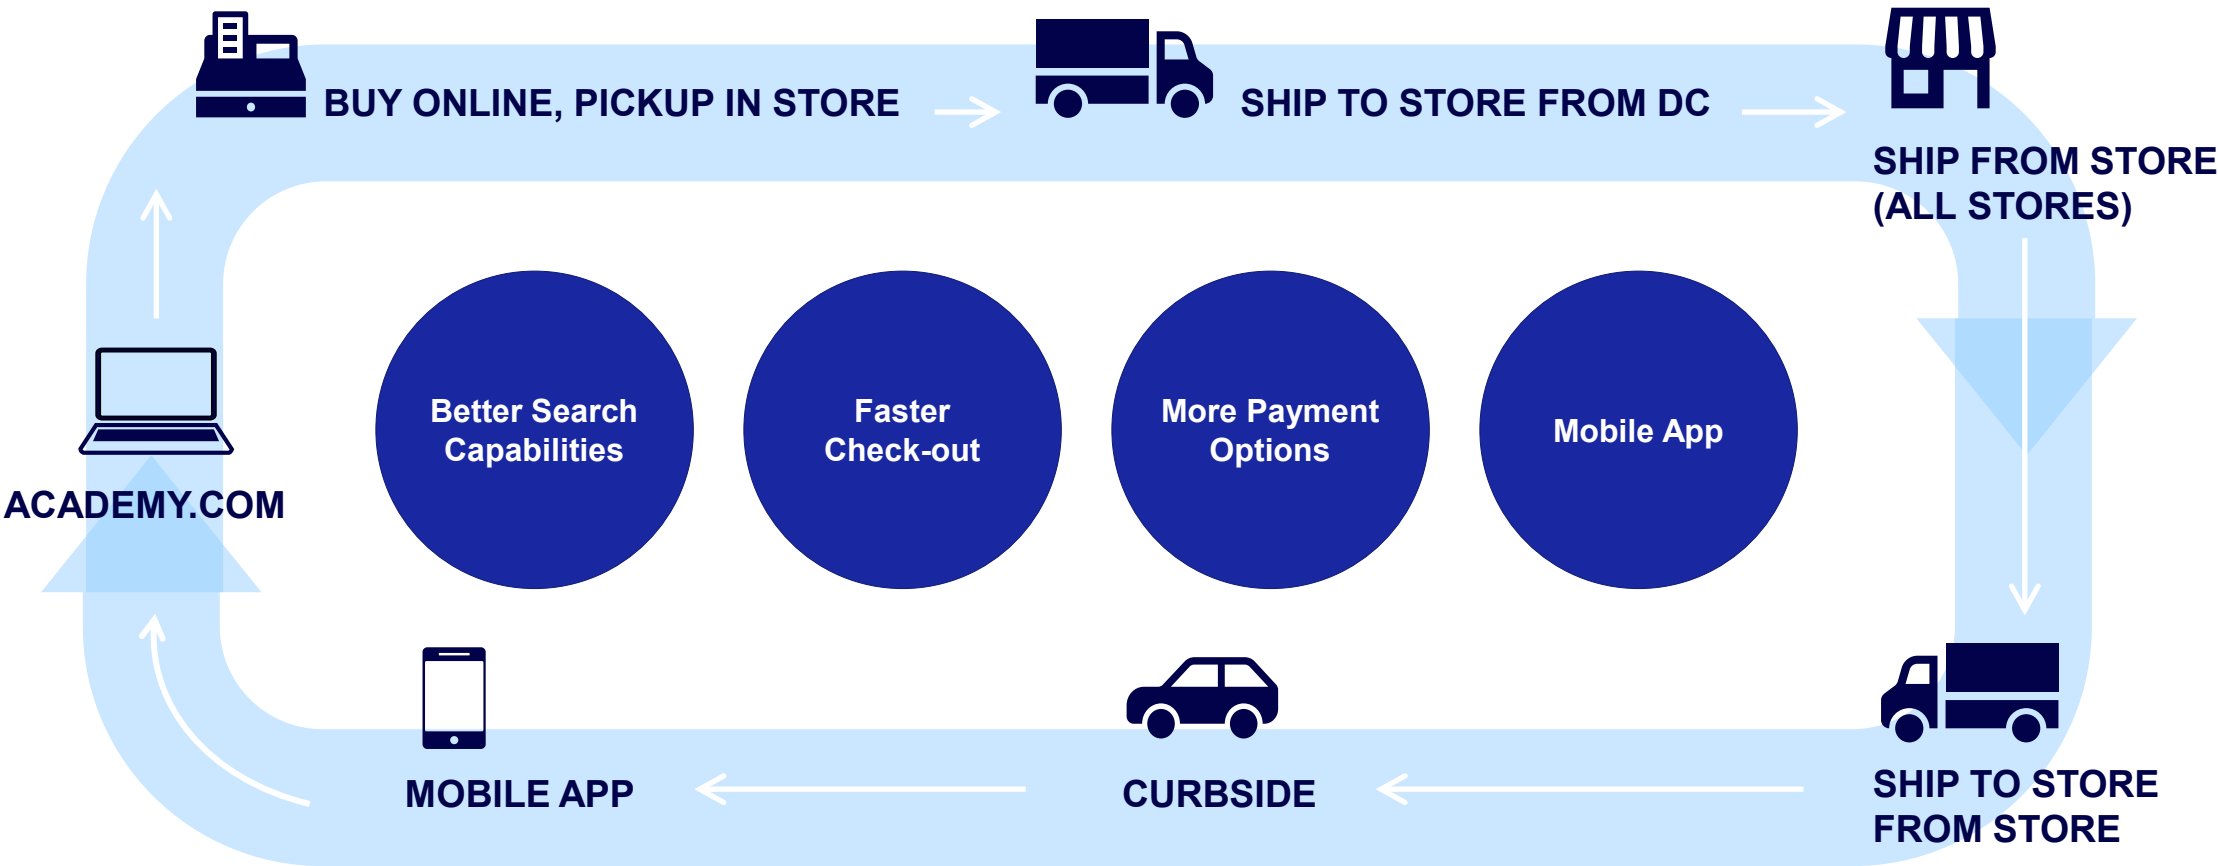 BUY ONLINE, PICKUP IN STORE
SHIP TO STORE FROM DC
SHIP FROM STORE
(ALL STORES)
ACADEMY.COM
Better Search
Capabilities
Faster
Check-out
More Payment
Options
Mobile App
MOBILE APP
CURBSIDE
SHIP TO STORE
FROM STORE